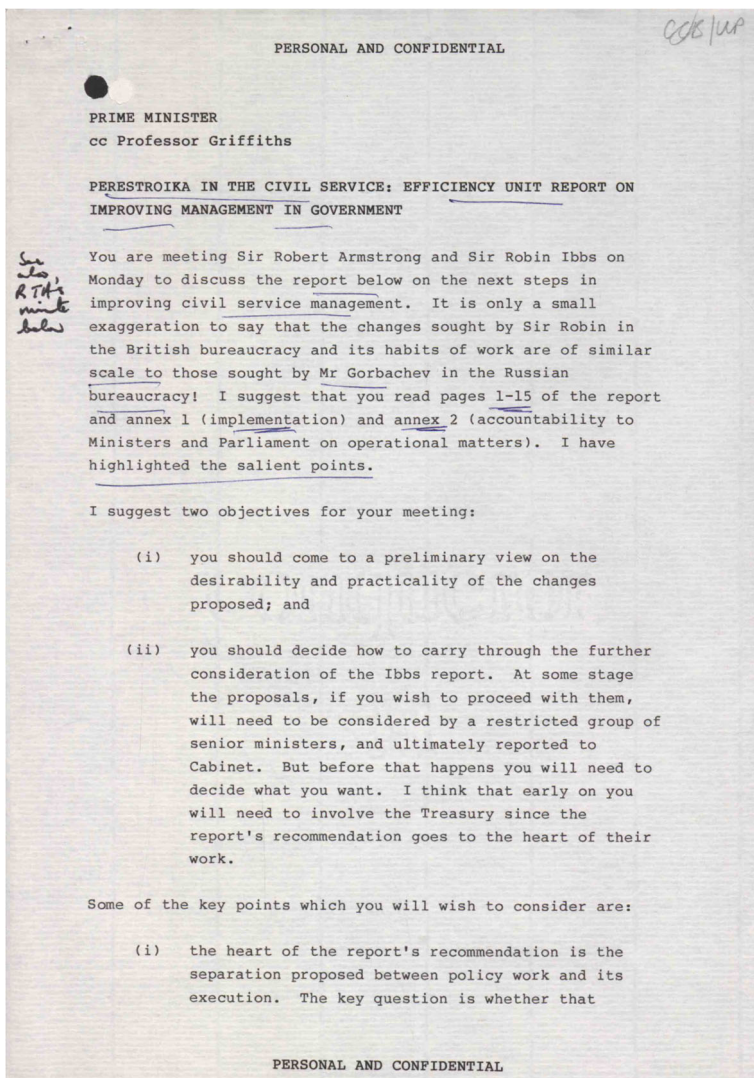 PERSONAL AND CONFIDENTIAL
PRIME MINISTER
cc Professor Griffiths
PERESTROIKA IN THE CIVIL SERVICE: EFFICIENCY UNIT REPORT ON
IMPROVING MANAGEMENT IN GOVERNMENT
See
also,
RTA's
minute
below
You are meeting Sir Robert Armstrong and Sir Robin Ibbs on
Monday to discuss the report below on the next steps in
improving civil service management. It is only a small
exaggeration to say that the changes sought by Sir Robin in
the British bureaucracy and its habits of work are of similar
scale to those sought by Mr Gorbachev in the Russian
bureaucracy! I suggest that you read pages 1-15 of the report
and annex 1 (implementation) and annex 2 (accountability to
Ministers and Parliament on operational matters). I have
highlighted the salient points.
I suggest two objectives for your meeting:
(i) you should come to a preliminary view on the
desirability and practicality of the changes
proposed; and
(ii) you should decide how to carry through the further
consideration of the Ibbs report. At some stage
the proposals, if you wish to proceed with them,
will need to be considered by a restricted group of
senior ministers, and ultimately reported to
Cabinet. But before that happens you will need to
decide what you want. I think that early on you
will need to involve the Treasury since the
report's recommendation goes to the heart of their
work.
Some of the key points which you will wish to consider are:
(i) the heart of the report's recommendation is the
separation proposed between policy work and its
execution. The key question is whether that
PERSONAL AND CONFIDENTIAL